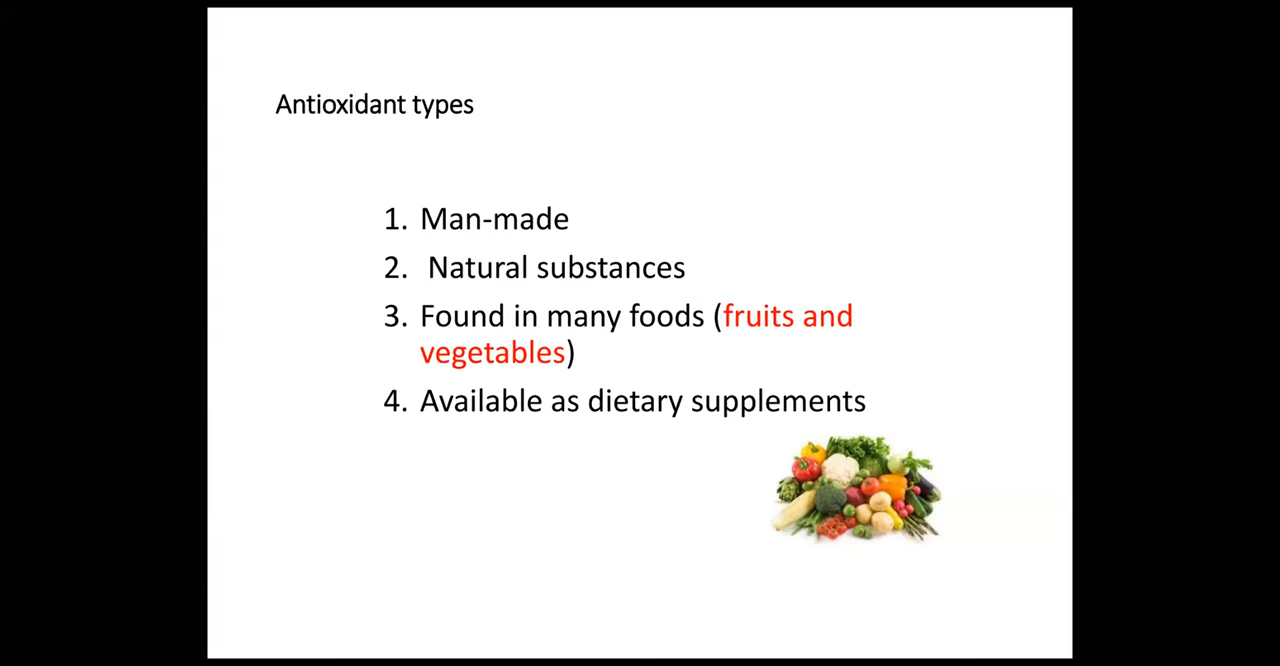 Antioxidant types
1. Man-made
2. Natural substances
3. Found in many foods (fruits and
vegetables)
4. Available as dietary supplements